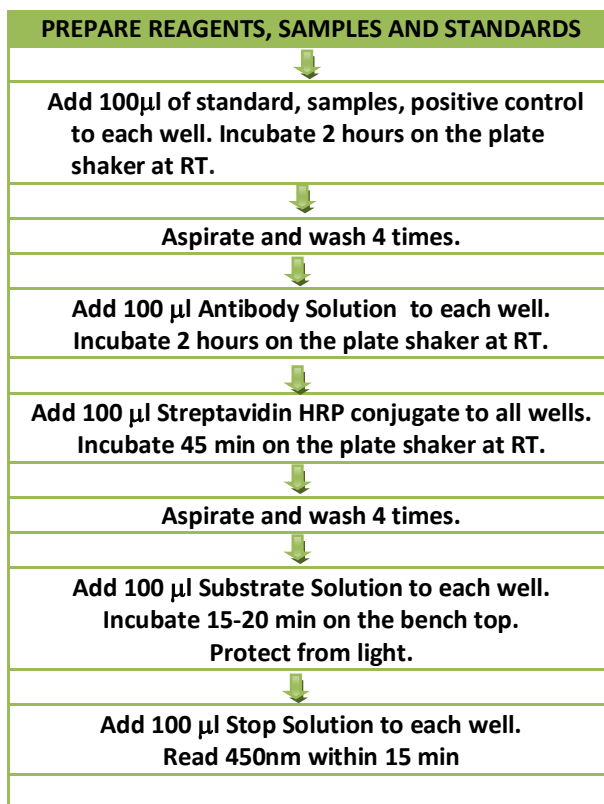 PREPARE REAGENTS, SAMPLES AND STANDARDS
Add 100μl of standard, samples, positive control
to each well. Incubate 2 hours on the plate
shaker at RT.
Aspirate and wash 4 times.
Add 100 μl Antibody Solution to each well.
Incubate 2 hours on the plate shaker at RT.
Add 100 μl Streptavidin HRP conjugate to all wells.
Incubate 45 min on the plate shaker at RT.
Aspirate and wash 4 times.
Add 100 μl Substrate Solution to each well.
Incubate 15-20 min on the bench top.
Protect from light.
Add 100 μl Stop Solution to each well.
Read 450nm within 15 min